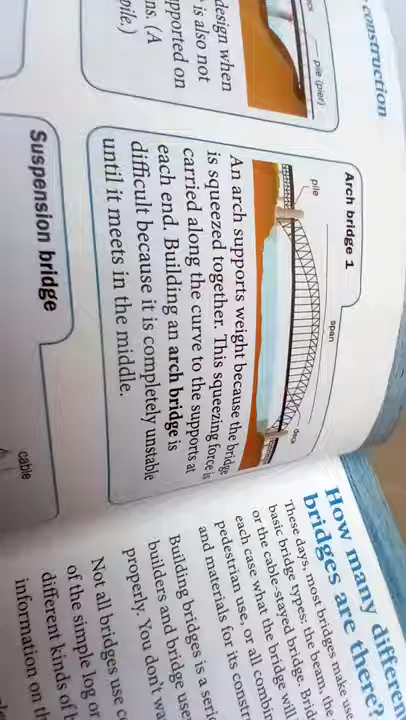 construction
pile (pier)
design when
is also not
supported on
ns. (A
pile.)
Arch bridge 1
span
pile
deck
An arch supports weight because the bridge
is squeezed together. This squeezing force is
carried along the curve to the supports at
each end. Building an arch bridge is
difficult because it is completely unstable
until it meets in the middle.
Suspension bridge
cable
How many differen
bridges are there?
These days, most bridges make use
basic bridge types: the beam, the
or the cable-stayed bridge. Brid
each case what the bridge will
pedestrian use, or all combi
and materials for its constr
Building bridges is a seri
builders and bridge use
properly. You don't wa
Not all bridges use c
of the simple log or
different kinds of b
information on th